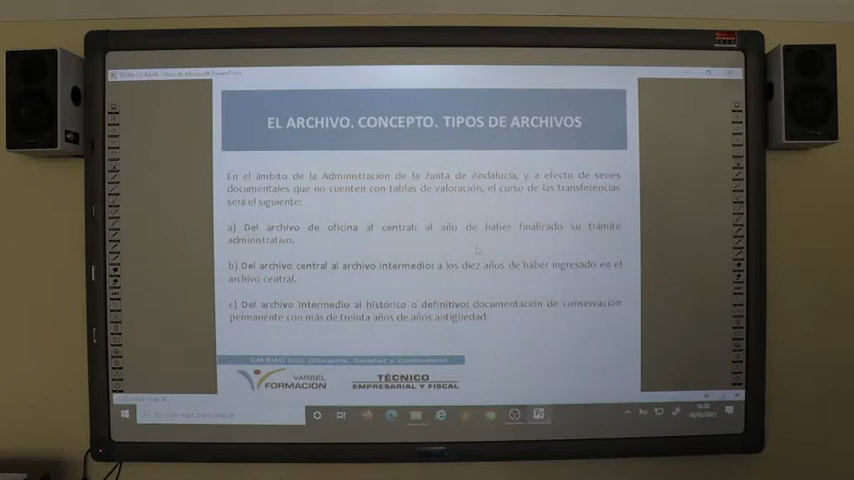 EL ARCHIVO. CONCEPTO. TIPOS DE ARCHIVOS
En el ámbito de la Administración de la Junta de Andalucía, y a efecto de series
documentales que no cuenten con tablas de valoración, el curso de las transferencias
será el siguiente:
a) Del archivo de oficina al central: al año de haber finalizado su trámite
administrativo.
b) Del archivo central al archivo intermedio: a los diez años de haber ingresado en el
archivo central.
c) Del archivo intermedio al histórico o definitivo: documentación de conservación
permanente con más de treinta años de años antigüedad
VARBEL
FORMACIÓN
TÉCNICO
EMPRESARIAL Y FISCAL